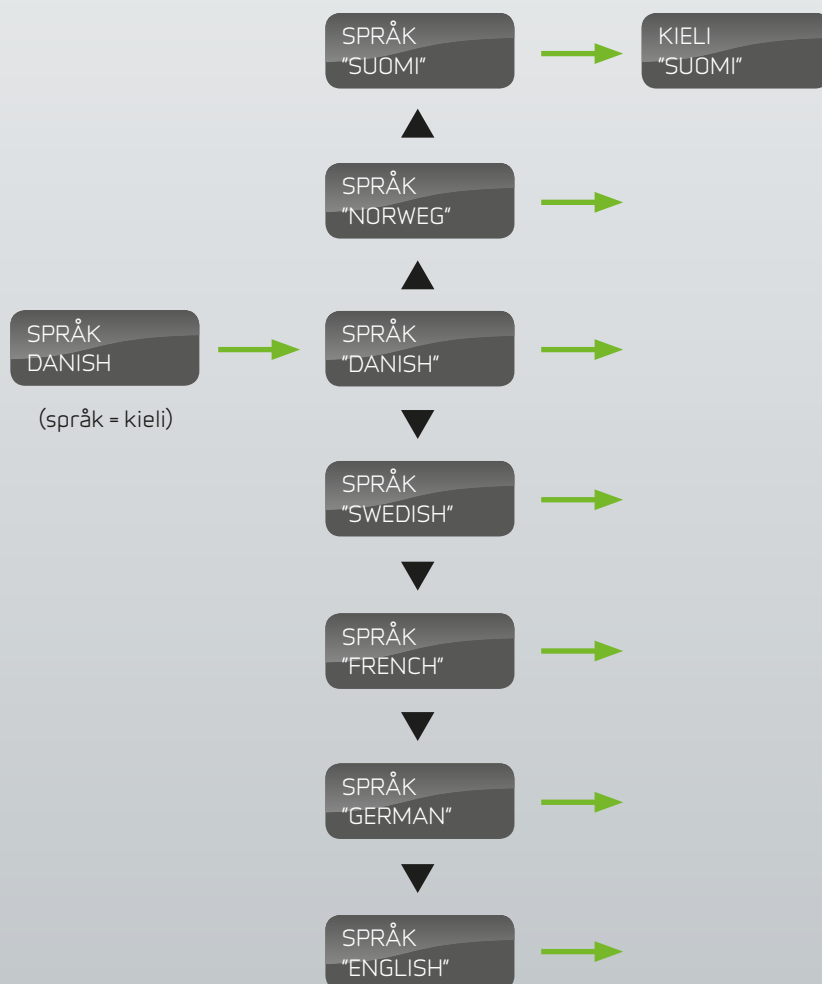 SPRÅK
"SUOMI"
KIELI
"SUOMI"
SPRÅK
"NORWEG"
SPRÅK
DANISH
(språk = kieli)
SPRÅK
"DANISH"
SPRÅK
"SWEDISH"
SPRÅK
"FRENCH"
SPRÅK
"GERMAN"
SPRÅK
"ENGLISH"